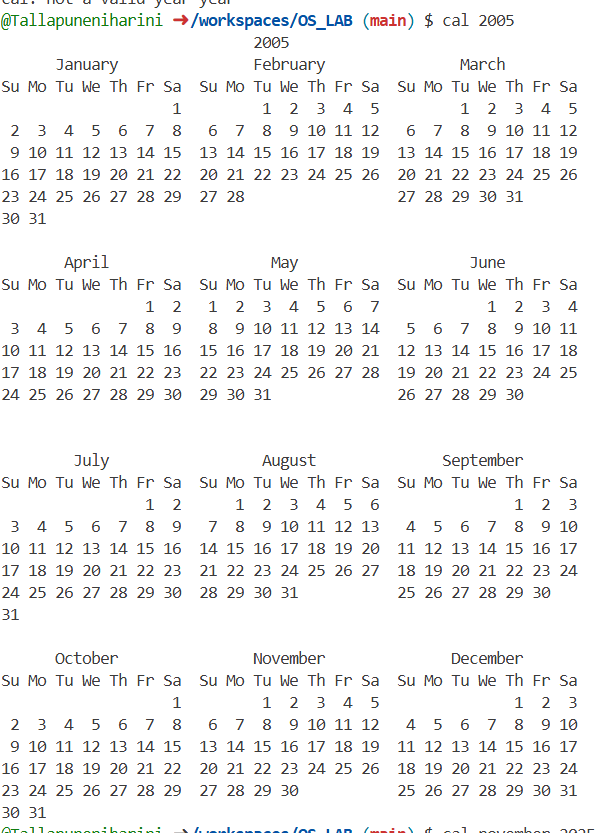 cal: not a valid year year
@Tallapuneniharini ➜/workspaces/OS_LAB (main) $ cal 2005
                            2005
      January               February               March
Su Mo Tu We Th Fr Sa  Su Mo Tu We Th Fr Sa  Su Mo Tu We Th Fr Sa
                   1         1  2  3  4  5         1  2  3  4  5
 2  3  4  5  6  7  8   6  7  8  9 10 11 12   6  7  8  9 10 11 12
 9 10 11 12 13 14 15  13 14 15 16 17 18 19  13 14 15 16 17 18 19
16 17 18 19 20 21 22  20 21 22 23 24 25 26  20 21 22 23 24 25 26
23 24 25 26 27 28 29  27 28                 27 28 29 30 31
30 31
       April                  May                   June
Su Mo Tu We Th Fr Sa  Su Mo Tu We Th Fr Sa  Su Mo Tu We Th Fr Sa
                1  2   1  2  3  4  5  6  7            1  2  3  4
 3  4  5  6  7  8  9   8  9 10 11 12 13 14   5  6  7  8  9 10 11
10 11 12 13 14 15 16  15 16 17 18 19 20 21  12 13 14 15 16 17 18
17 18 19 20 21 22 23  22 23 24 25 26 27 28  19 20 21 22 23 24 25
24 25 26 27 28 29 30  29 30 31              26 27 28 29 30
        July                 August              September
Su Mo Tu We Th Fr Sa  Su Mo Tu We Th Fr Sa  Su Mo Tu We Th Fr Sa
                1  2      1  2  3  4  5  6               1  2  3
 3  4  5  6  7  8  9   7  8  9 10 11 12 13   4  5  6  7  8  9 10
10 11 12 13 14 15 16  14 15 16 17 18 19 20  11 12 13 14 15 16 17
17 18 19 20 21 22 23  21 22 23 24 25 26 27  18 19 20 21 22 23 24
24 25 26 27 28 29 30  28 29 30 31           25 26 27 28 29 30
31
      October               November              December
Su Mo Tu We Th Fr Sa  Su Mo Tu We Th Fr Sa  Su Mo Tu We Th Fr Sa
                   1         1  2  3  4  5               1  2  3
 2  3  4  5  6  7  8   6  7  8  9 10 11 12   4  5  6  7  8  9 10
 9 10 11 12 13 14 15  13 14 15 16 17 18 19  11 12 13 14 15 16 17
16 17 18 19 20 21 22  20 21 22 23 24 25 26  18 19 20 21 22 23 24
23 24 25 26 27 28 29  27 28 29 30           25 26 27 28 29 30 31
30 31
@Tallapuneniharini ➜/workspaces/OS_LAB (main) $ cal november 2025